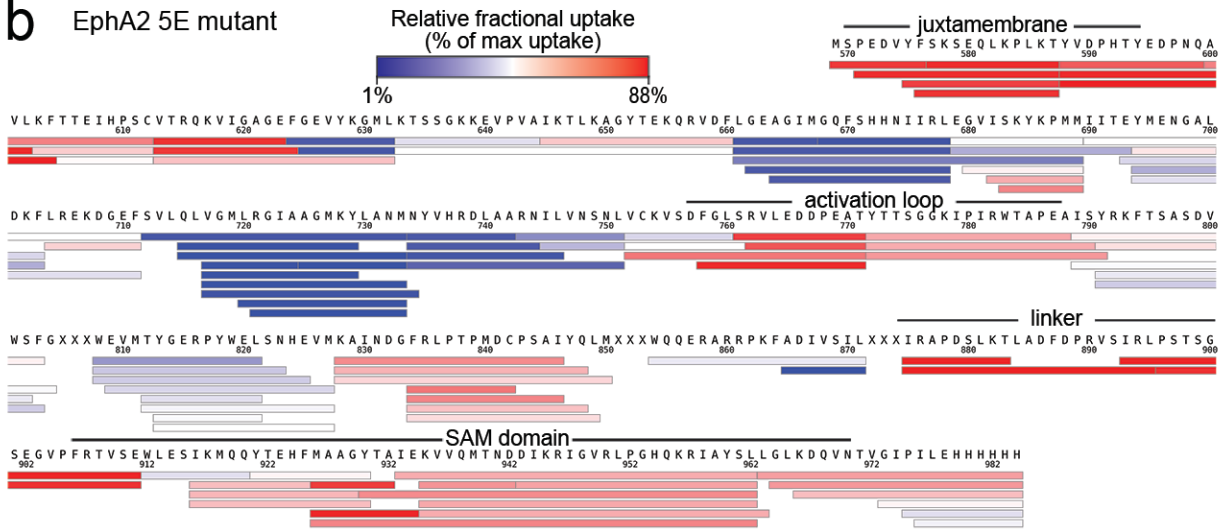 b EphA2 5E mutant
Relative fractional uptake
(% of max uptake)
1% 88%
juxtamembrane
MSPEDVYFSKSEQLKPLKTYVDPHTYEDPNQA
570 580 590 600
VLKFTTEIHPSCVTRQKVIGAGEFGEVYKGMLKTSSGKKEVPVAIKTLKAGYTEKQRVDFLGEAGIMGQFSHHNIIRLEGVISKYKPMMIITEYMENGAL
610 620 630 640 650 660 670 680 690 700
activation loop
DKFLREKDGEFSVLQLVGMLRGIAAGMKYLANMNYVHRDLAARNILVNSNLVCKVSDFGLSRVLEDDPEATYTTSGGKIPIRWTAPEAISYRKFTSASDV
710 720 730 740 750 760 770 780 790 800
linker
WSFGXXXWEVMTYGERPYWELSNHEVMKAINDGFRLPTPMDCPSAIYQLMXXXWQQERARRPKFADIVSILXXXIRAPDSLKTLADFDPRVSIRLPSTSG
810 820 830 840 850 860 870 880 890 900
SAM domain
SEGVPFRTVSEWLESIKMQQYTEHFMAAGYTAIEKVVQMTNDDIKRIGVRLPGHQKRIAYSLLGLKDQVNTVGIPILEHHHHHH
902 912 922 932 942 952 962 972 982